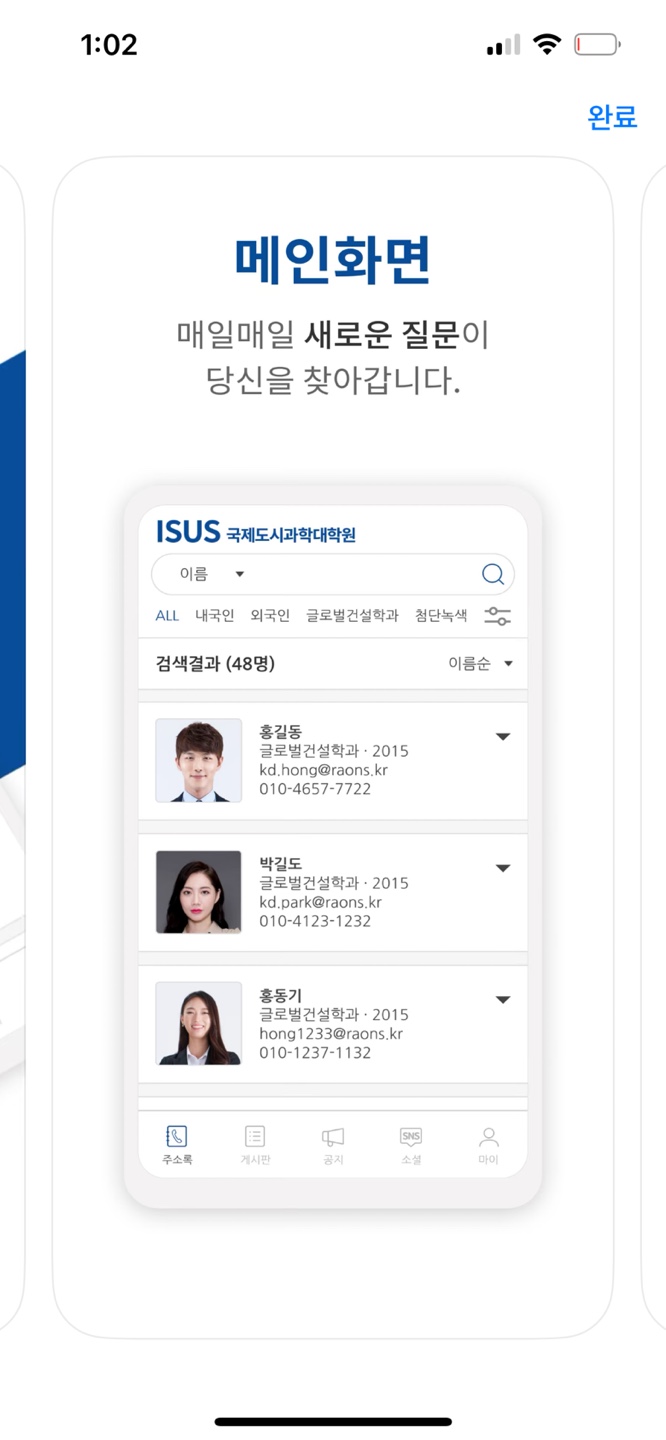 1:02
완료
메인화면
매일매일 새로운 질문이
당신을 찾아갑니다.
ISUS 국제도시과학대학원
이름
ALL 내국인 외국인 글로벌건설학과 첨단녹색
검색결과 (48명) 이름순
홍길동
글로벌건설학과 · 2015
kd.hong@raons.kr
010-4657-7722
박길도
글로벌건설학과 · 2015
kd.park@raons.kr
010-4123-1232
홍동기
글로벌건설학과 · 2015
hong1233@raons.kr
010-1237-1132
SNS
주소록 게시판 공지 소셜 마이